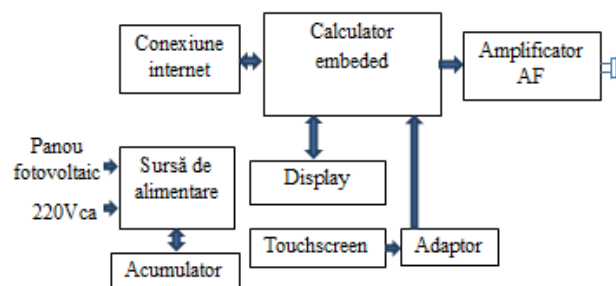 Conexiune
internet
Calculator
embeded
Amplificator
AF
Panou
fotovoltaic
220Vca
Sursă de
alimentare
Display
Touchscreen
Adaptor
Acumulator